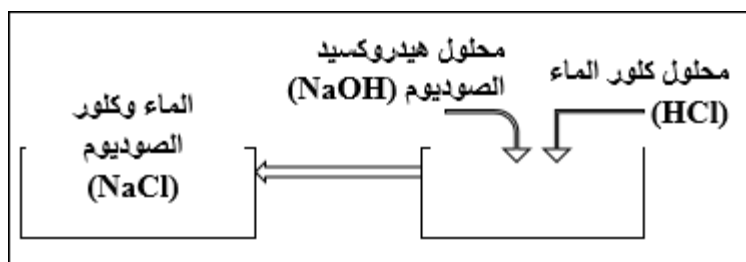 محلول كلور الماء
(HCl)
محلول هيدروكسيد
الصوديوم (NaOH)
الماء وكلور
الصوديوم
(NaCl)